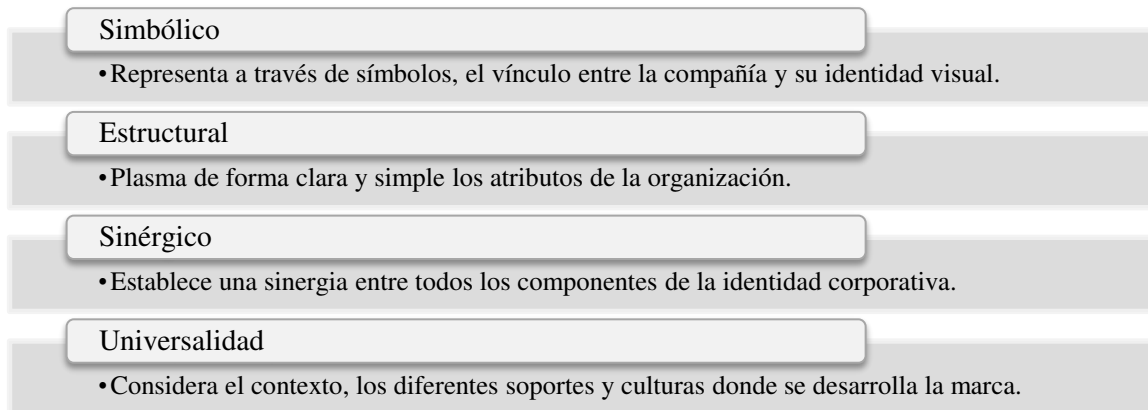 Simbólico
•Representa a través de símbolos, el vínculo entre la compañía y su identidad visual.
Estructural
•Plasma de forma clara y simple los atributos de la organización.
Sinérgico
•Establece una sinergia entre todos los componentes de la identidad corporativa.
Universalidad
•Considera el contexto, los diferentes soportes y culturas donde se desarrolla la marca.